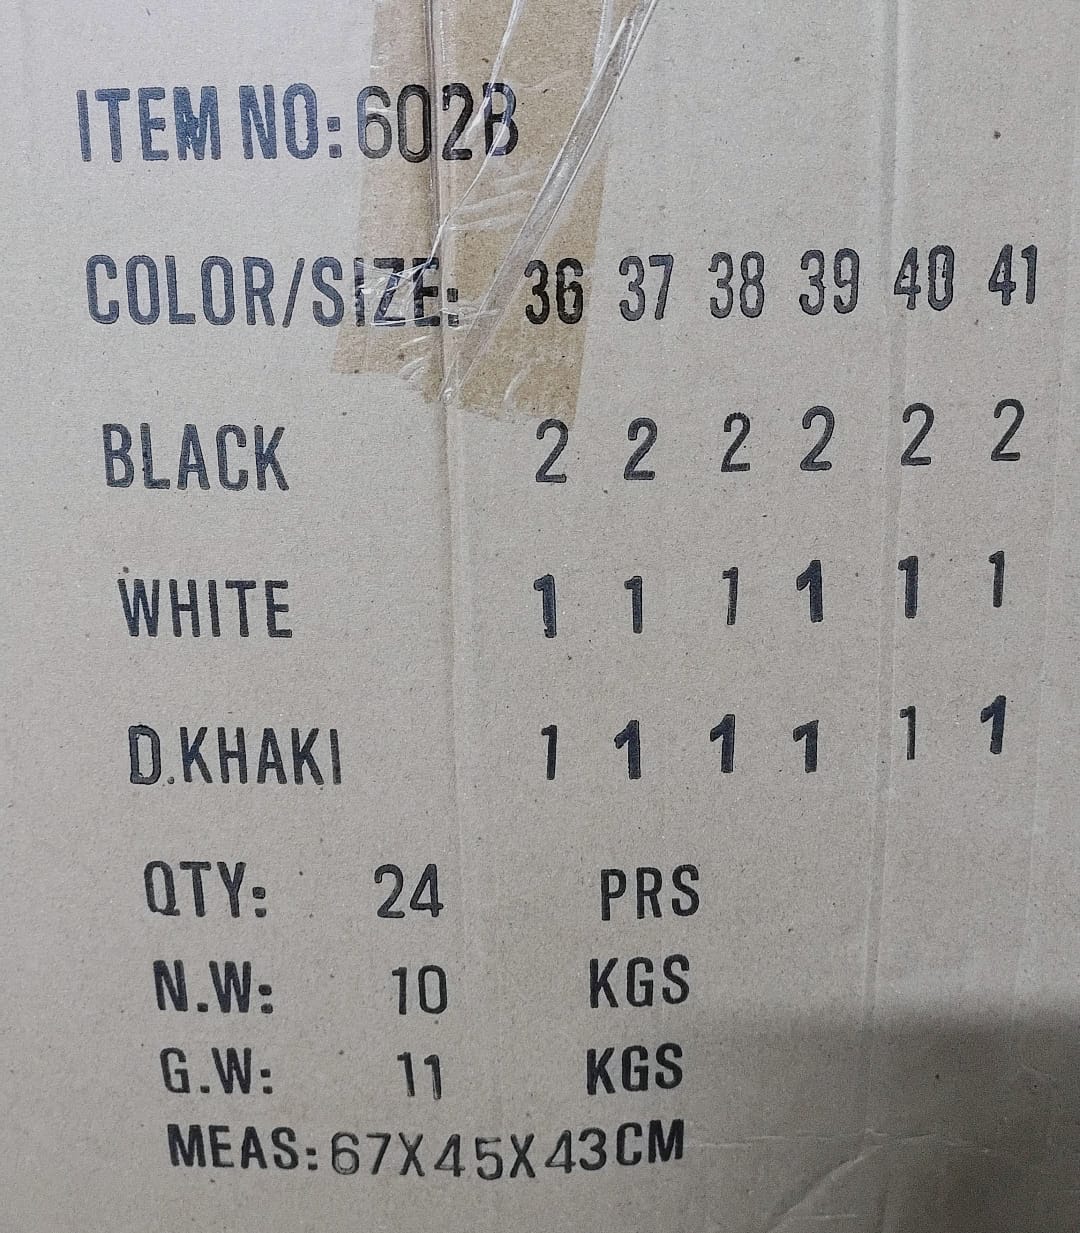 ITEM NO:602B
COLOR/SIZE: 36 37 38 39 40 41
BLACK 2 2 2 2 2 2
WHITE 1 1 1 1 1 1
D.KHAKI 1 1 1 1 1 1
QTY: 24 PRS
N.W: 10 KGS
G.W: 11 KGS
MEAS:67X45X43CM